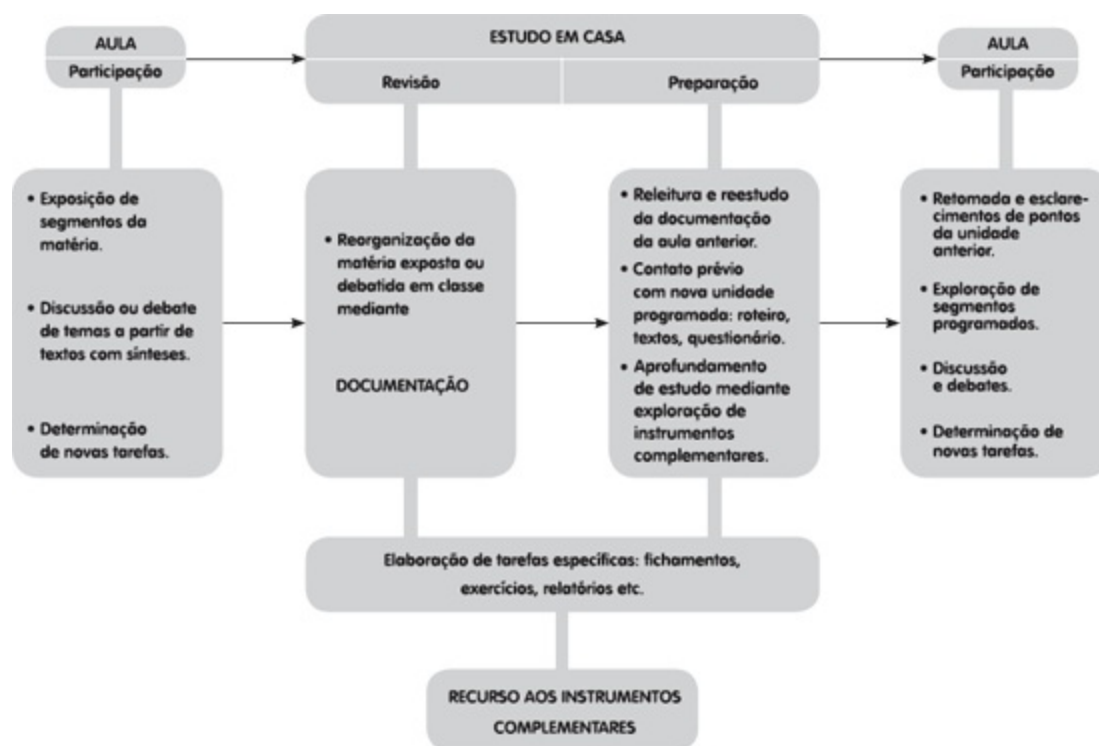 AULA
Participação
ESTUDO EM CASA
Revisão
Preparação
AULA
Participação
• Exposição de
segmentos da
matéria.
• Discussão ou debate
de temas a partir de
textos com sínteses.
• Determinação
de novas tarefas.
• Reorganização da
matéria exposta ou
debatida em classe
mediante
DOCUMENTAÇÃO
• Releitura e reestudo
da documentação
da aula anterior.
• Contato prévio
com nova unidade
programada: roteiro,
textos, questionário.
• Aprofundamento
de estudo mediante
exploração de
instrumentos
complementares.
• Retomada e esclare-
cimentos de pontos
da unidade
anterior.
• Exploração de
segmentos
programados.
• Discussão
e debates.
• Determinação de
novas tarefas.
Elaboração de tarefas específicas: fichamentos,
exercícios, relatórios etc.
RECURSO AOS INSTRUMENTOS
COMPLEMENTARES